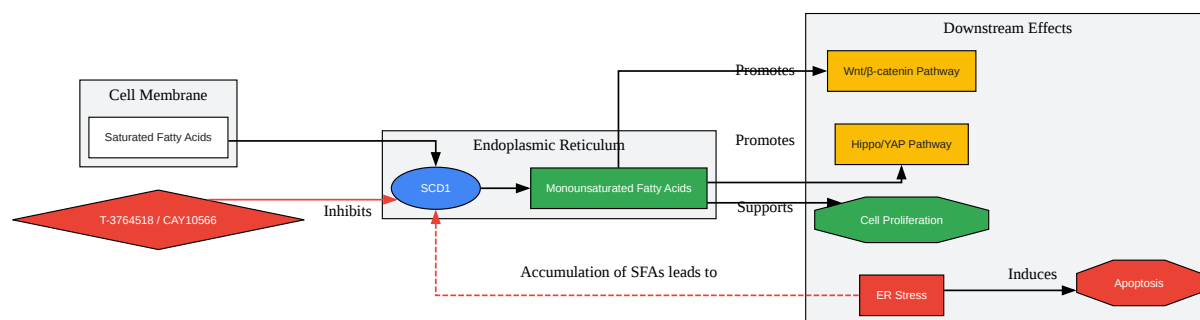 Downstream Effects
Promotes
Wnt/β-catenin Pathway
Cell Membrane
Saturated Fatty Acids
Endoplasmic Reticulum
Promotes
Hippo/YAP Pathway
SCD1
Monounsaturated Fatty Acids
T-3764518 / CAY10566
Inhibits
Supports
Cell Proliferation
Accumulation of SFAs leads to
ER Stress
Induces
Apoptosis